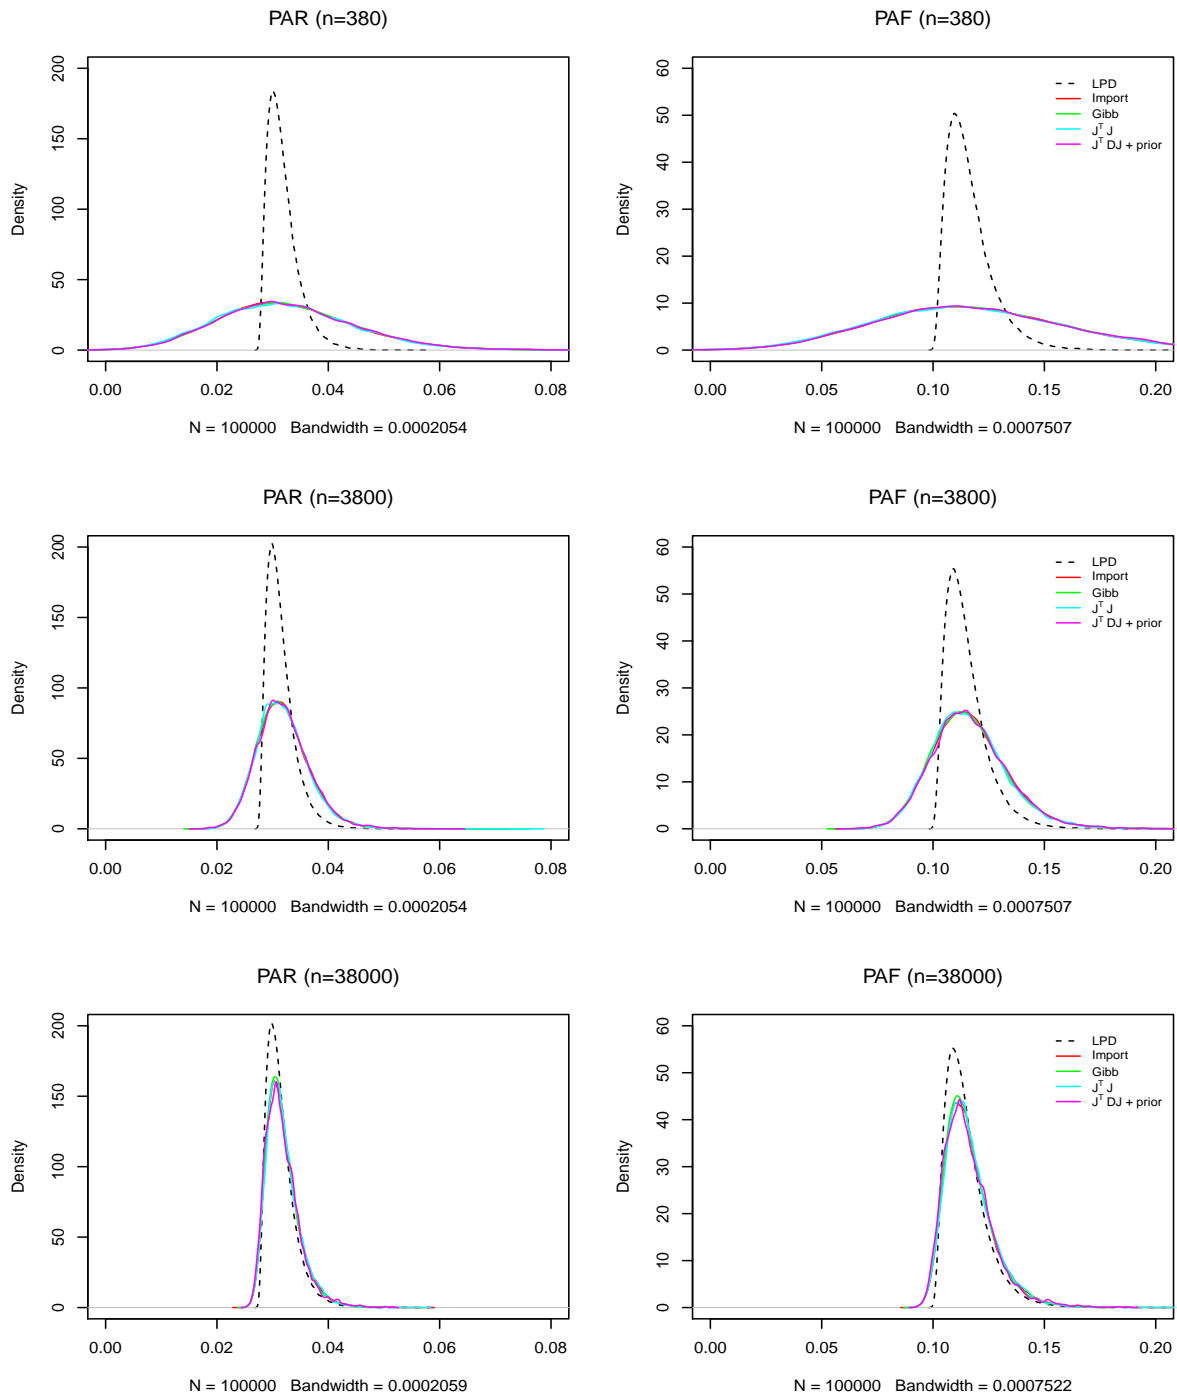 PAR (n=380)
Density
0 50 100 150 200
0.00 0.02 0.04 0.06 0.08
N = 100000 Bandwidth = 0.0002054
PAF (n=380)
Density
0 10 20 30 40 50 60
LPD
Import
Gibb
J^T J
J^T DJ + prior
0.00 0.05 0.10 0.15 0.20
N = 100000 Bandwidth = 0.0007507
PAR (n=3800)
Density
0 50 100 150 200
0.00 0.02 0.04 0.06 0.08
N = 100000 Bandwidth = 0.0002054
PAF (n=3800)
Density
0 10 20 30 40 50 60
LPD
Import
Gibb
J^T J
J^T DJ + prior
0.00 0.05 0.10 0.15 0.20
N = 100000 Bandwidth = 0.0007507
PAR (n=38000)
Density
0 50 100 150 200
0.00 0.02 0.04 0.06 0.08
N = 100000 Bandwidth = 0.0002059
PAF (n=38000)
Density
0 10 20 30 40 50 60
LPD
Import
Gibb
J^T J
J^T DJ + prior
0.00 0.05 0.10 0.15 0.20
N = 100000 Bandwidth = 0.0007522